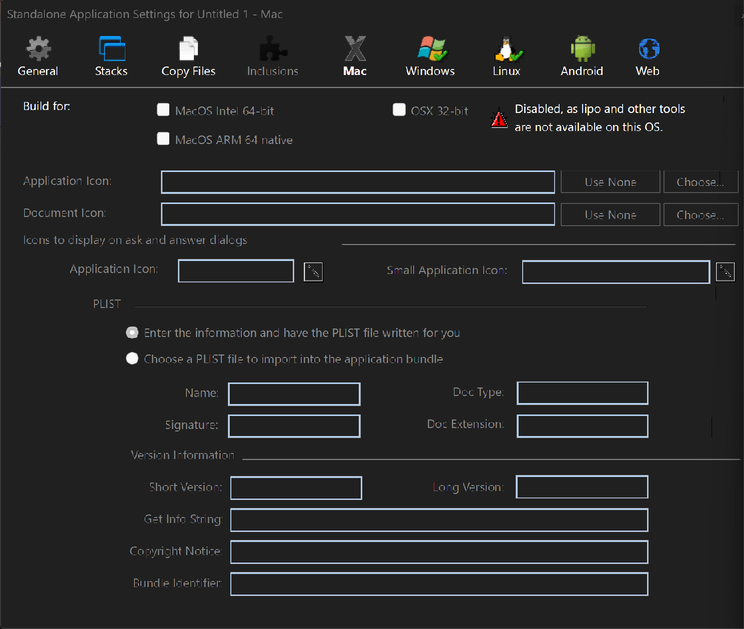 Standalone Application Settings for Untitled 1 - Mac
General Stacks Copy Files Inclusions Mac Windows Linux Android Web
Build for: MacOS Intel 64-bit OSX 32-bit Disabled, as lipo and other tools
are not available on this OS.
MacOS ARM 64 native
Application Icon: Use None Choose...
Document Icon: Use None Choose...
Icons to display on ask and answer dialogs
Application Icon: Small Application Icon:
PLIST
Enter the information and have the PLIST file written for you
Choose a PLIST file to import into the application bundle
Name: Doc Type:
Signature: Doc Extension:
Version Information
Short Version: Long Version:
Get Info String:
Copyright Notice:
Bundle Identifier: